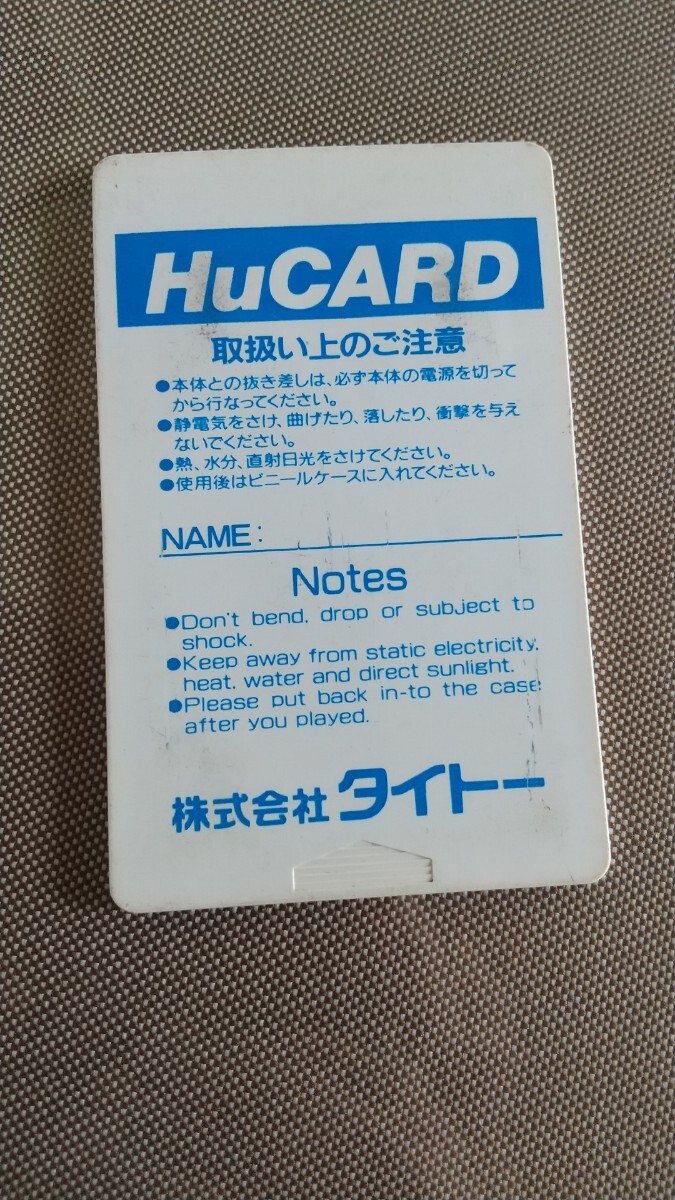 HuCARD
取扱い上のご注意
●本体との抜き差しは、必ず本体の電源を切って
から行なってください。
●静電気をさけ、曲げたり、落したり、衝撃を与え
ないでください。
●熱、水分、直射日光をさけてください。
●使用後はビニールケースに入れてください。
NAME:
Notes
●Don't bend, drop or subject to
shock.
●Keep away from static electricity,
heat, water and direct sunlight.
●Please put back in-to the case
after you played.
株式会社タイトー